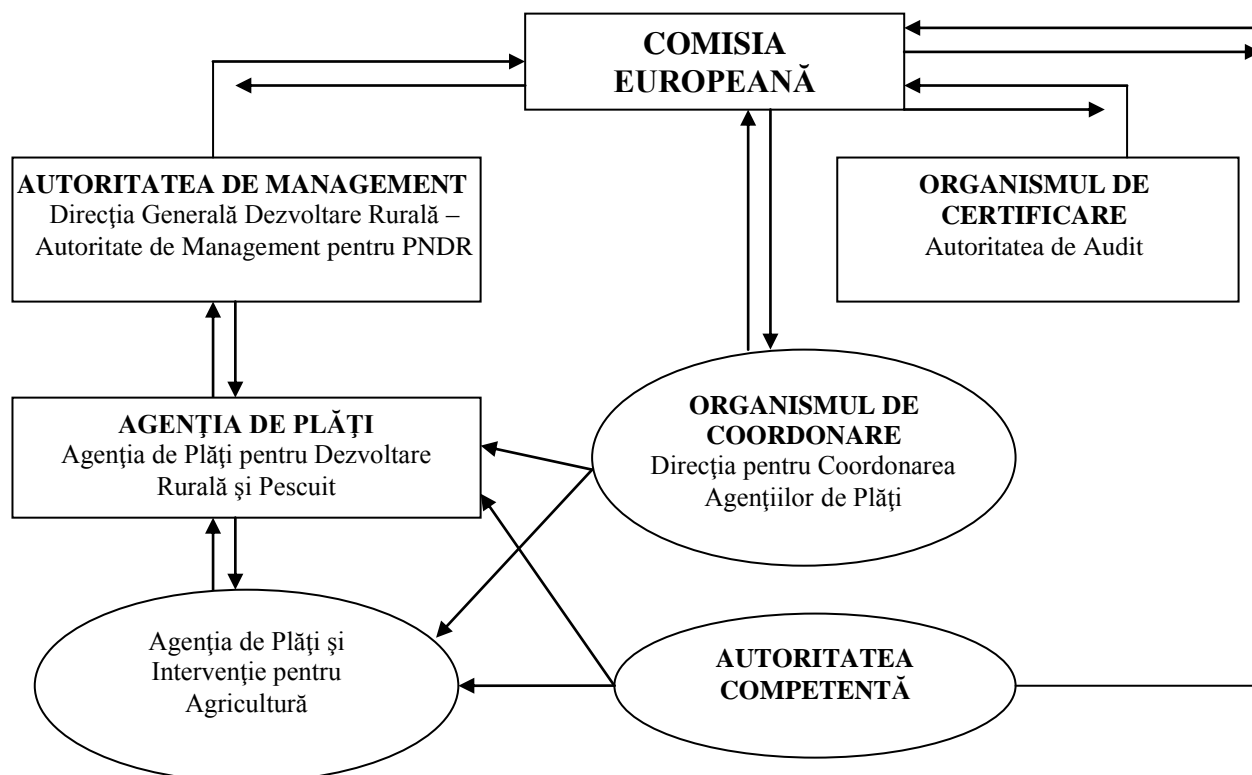 COMISIA
EUROPEANĂ
AUTORITATEA DE MANAGEMENT
Direcţia Generală Dezvoltare Rurală –
Autoritate de Management pentru PNDR
ORGANISMUL DE
CERTIFICARE
Autoritatea de Audit
AGENŢIA DE PLĂŢI
Agenţia de Plăţi pentru Dezvoltare
Rurală şi Pescuit
ORGANISMUL DE
COORDONARE
Direcţia pentru Coordonarea
Agenţiilor de Plăţi
Agenţia de Plăţi şi
Intervenţie pentru
Agricultură
AUTORITATEA
COMPETENTĂ